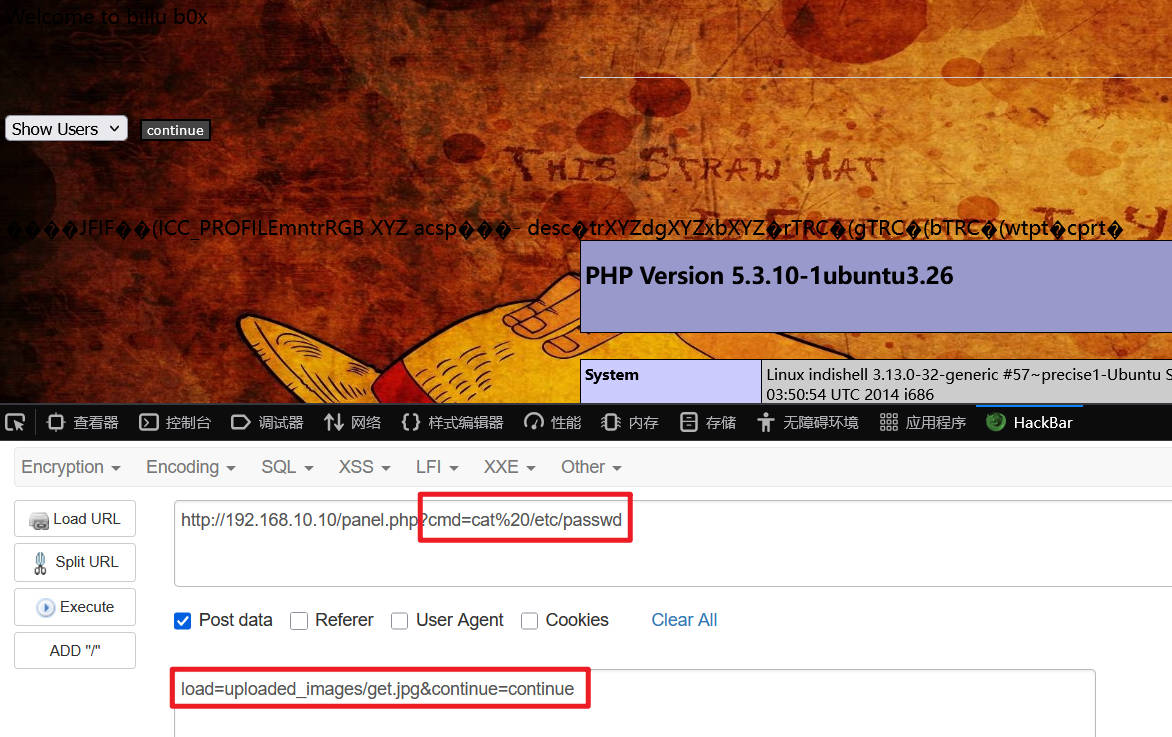 Welcome to billu b0x
Show Users
continue
THIS STRAW HAT
����JFIF��(ICC_PROFILEmntrRGB XYZ acsp���- desc�trXYZdgXYZxbXYZ�rTRC�(gTRC�(bTRC�(wtpt�cprt�
PHP Version 5.3.10-1ubuntu3.26
System
Linux indishell 3.13.0-32-generic #57~precise1-Ubuntu S
03:50:54 UTC 2014 i686
查看器 控制台 调试器 网络 样式编辑器 性能 内存 存储 无障碍环境 应用程序 HackBar
Encryption Encoding SQL XSS LFI XXE Other
Load URL
http://192.168.10.10/panel.php?cmd=cat%20/etc/passwd
Split URL
Execute
Post data Referer User Agent Cookies Clear All
ADD "/"
load=uploaded_images/get.jpg&continue=continue